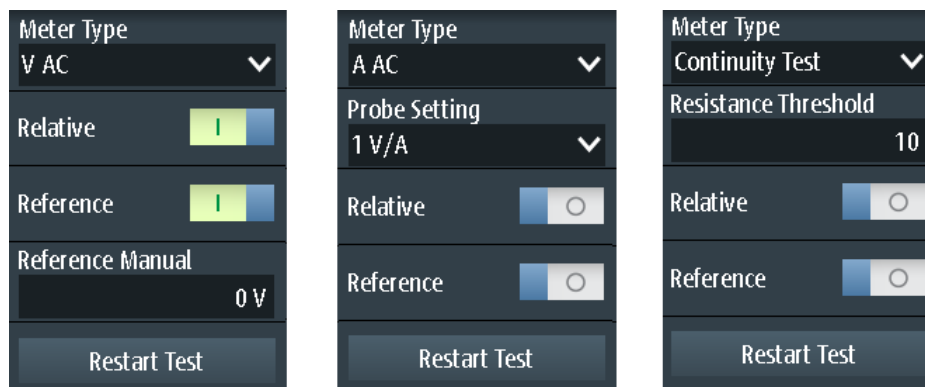 Meter Type
V AC
Relative
Reference
Reference Manual
0 V
Restart Test
Meter Type
A AC
Probe Setting
1 V/A
Relative
Reference
Restart Test
Meter Type
Continuity Test
Resistance Threshold
10
Relative
Reference
Restart Test